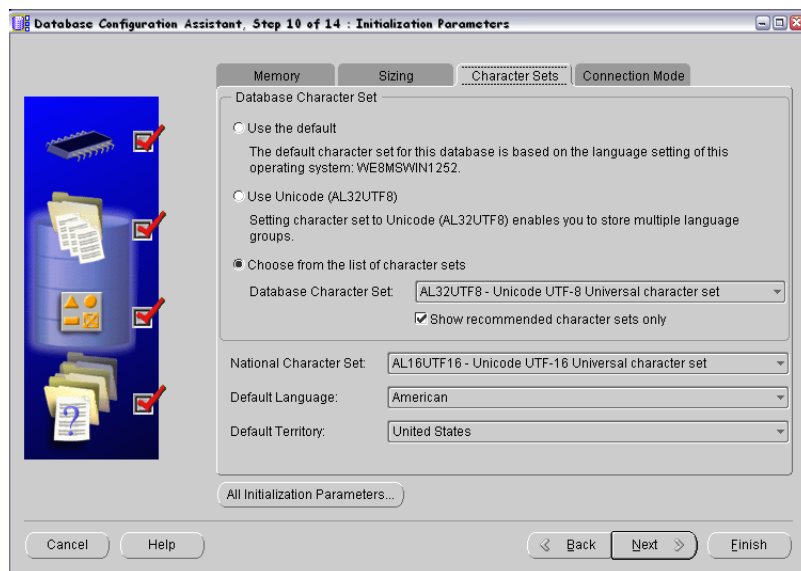 Database Configuration Assistant, Step 10 of 14 : Initialization Parameters
Memory
Sizing
Character Sets
Connection Mode
Database Character Set
Use the default
The default character set for this database is based on the language setting of this
operating system: WE8MSWIN1252.
Use Unicode (AL32UTF8)
Setting character set to Unicode (AL32UTF8) enables you to store multiple language
groups.
Choose from the list of character sets
Database Character Set: AL32UTF8 - Unicode UTF-8 Universal character set
Show recommended character sets only
National Character Set: AL16UTF16 - Unicode UTF-16 Universal character set
Default Language: American
Default Territory: United States
All Initialization Parameters...
Cancel
Help
Back
Next
Finish
?